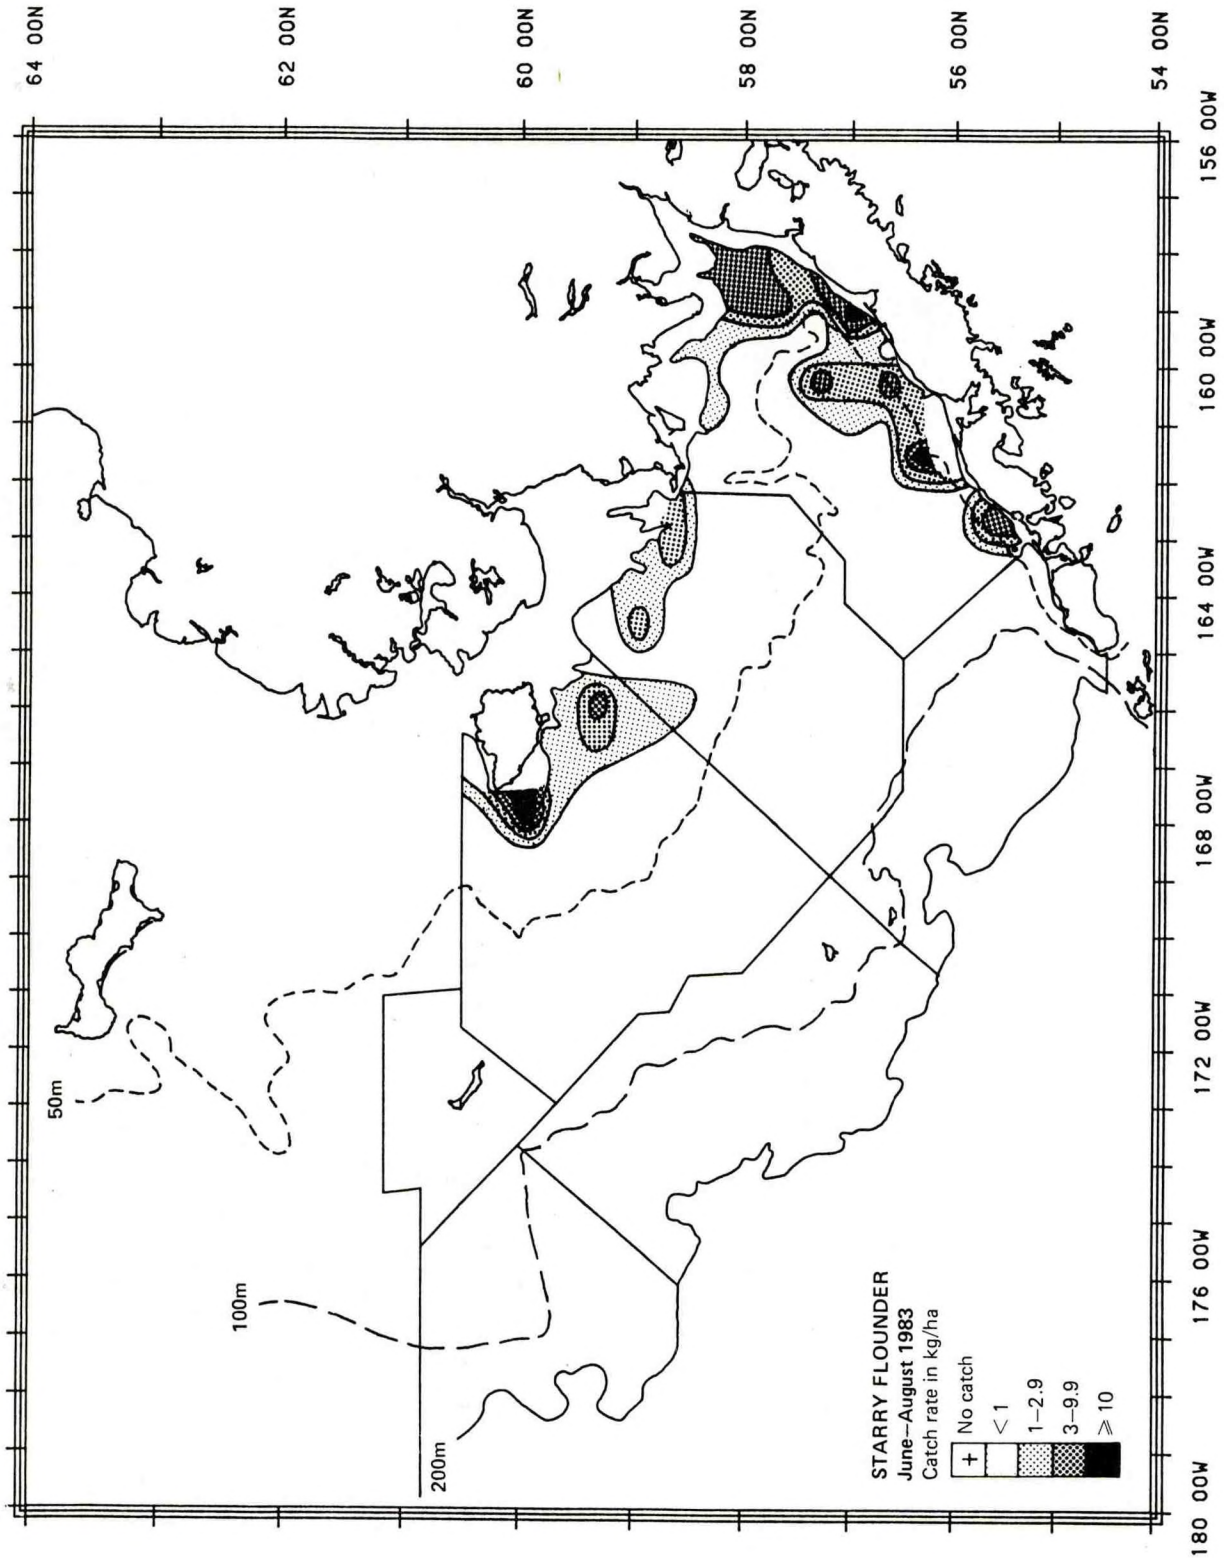 STARRY FLOUNDER
June–August 1983
Catch rate in kg/ha
+ No catch
< 1
1–2.9
3–9.9
⩾ 10
50m
100m
200m
64 00N
62 00N
60 00N
58 00N
56 00N
54 00N
180 00W
176 00W
172 00W
168 00W
164 00W
160 00W
156 00W